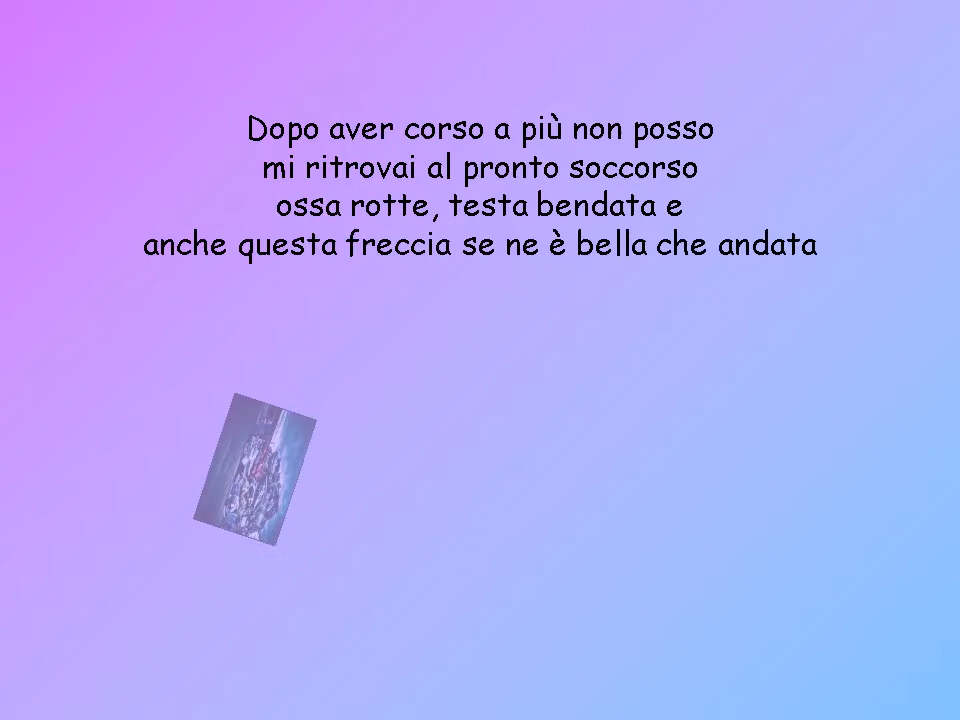 Dopo aver corso a più non posso
mi ritrovai al pronto soccorso
ossa rotte, testa bendata e
anche questa freccia se ne è bella che andata